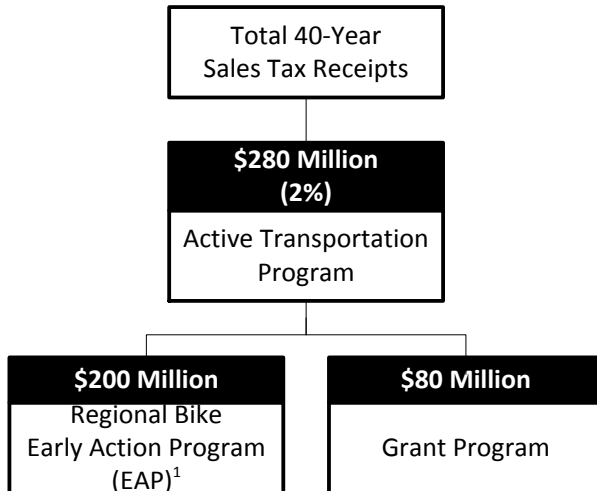 Total 40-Year
Sales Tax Receipts
$280 Million
(2%)
Active Transportation
Program
$200 Million
Regional Bike
Early Action Program
(EAP)¹
$80 Million
Grant Program